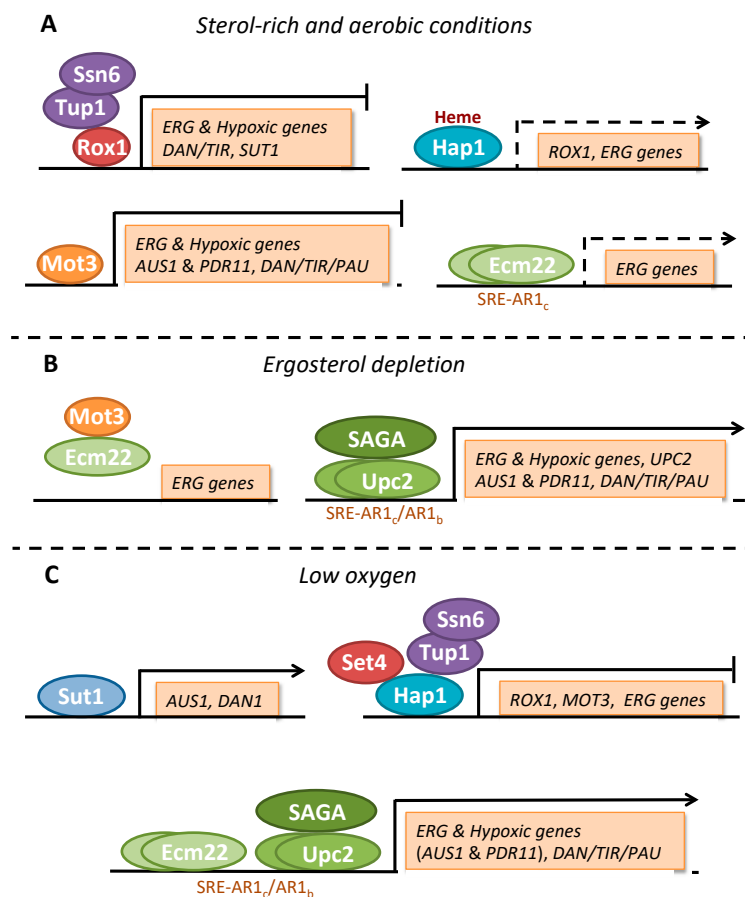 A
Sterol-rich and aerobic conditions
Ssn6
Tup1
Rox1
ERG & Hypoxic genes
DAN/TIR, SUT1
Heme
Hap1
ROX1, ERG genes
Mot3
ERG & Hypoxic genes
AUS1 & PDR11, DAN/TIR/PAU
Ecm22
SRE-AR1c
ERG genes
B
Ergosterol depletion
Mot3
Ecm22
ERG genes
SAGA
Upc2
SRE-AR1c/AR1b
ERG & Hypoxic genes, UPC2
AUS1 & PDR11, DAN/TIR/PAU
C
Low oxygen
Sut1
AUS1, DAN1
Ssn6
Tup1
Set4
Hap1
ROX1, MOT3, ERG genes
Ecm22
SAGA
Upc2
SRE-AR1c/AR1b
ERG & Hypoxic genes
(AUS1 & PDR11), DAN/TIR/PAU